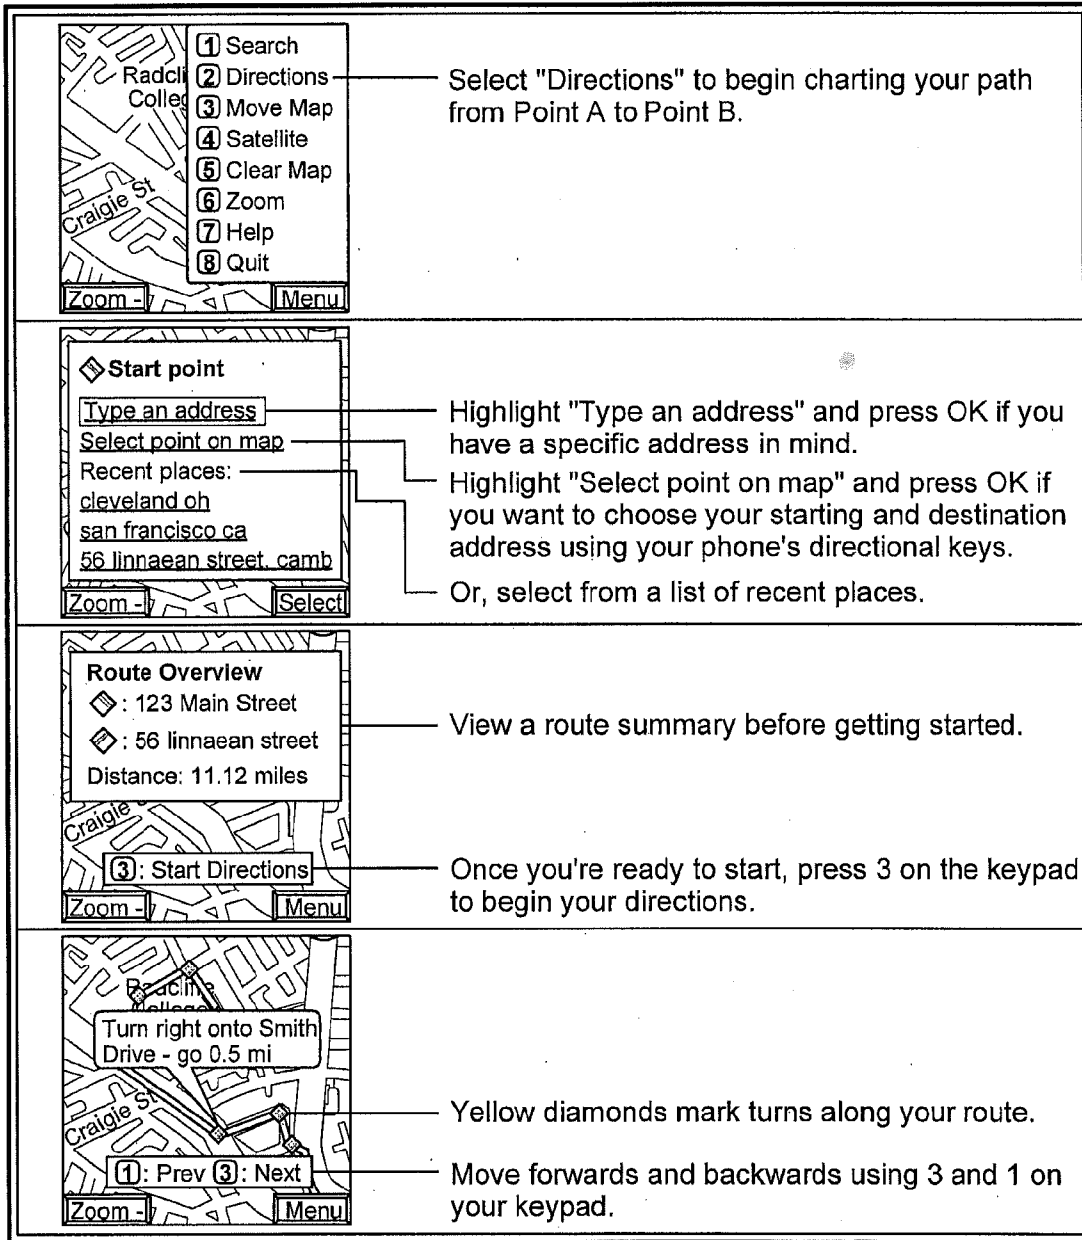 1 Search
2 Directions
3 Move Map
4 Satellite
5 Clear Map
6 Zoom
7 Help
8 Quit
Craigie St
Zoom -
Menu
Select "Directions" to begin charting your path
from Point A to Point B.
Start point
Type an address
Select point on map
Recent places:
cleveland oh
san francisco ca
56 linnaean street, camb
Zoom -
Select
Highlight "Type an address" and press OK if you
have a specific address in mind.
Highlight "Select point on map" and press OK if
you want to choose your starting and destination
address using your phone's directional keys.
Or, select from a list of recent places.
Route Overview
: 123 Main Street
: 56 linnaean street
Distance: 11.12 miles
Craigie
3: Start Directions
Zoom -
Menu
View a route summary before getting started.
Once you're ready to start, press 3 on the keypad
to begin your directions.
Turn right onto Smith
Drive - go 0.5 mi
Craigie St
1: Prev 3: Next
Zoom -
Menu
Yellow diamonds mark turns along your route.
Move forwards and backwards using 3 and 1 on
your keypad.